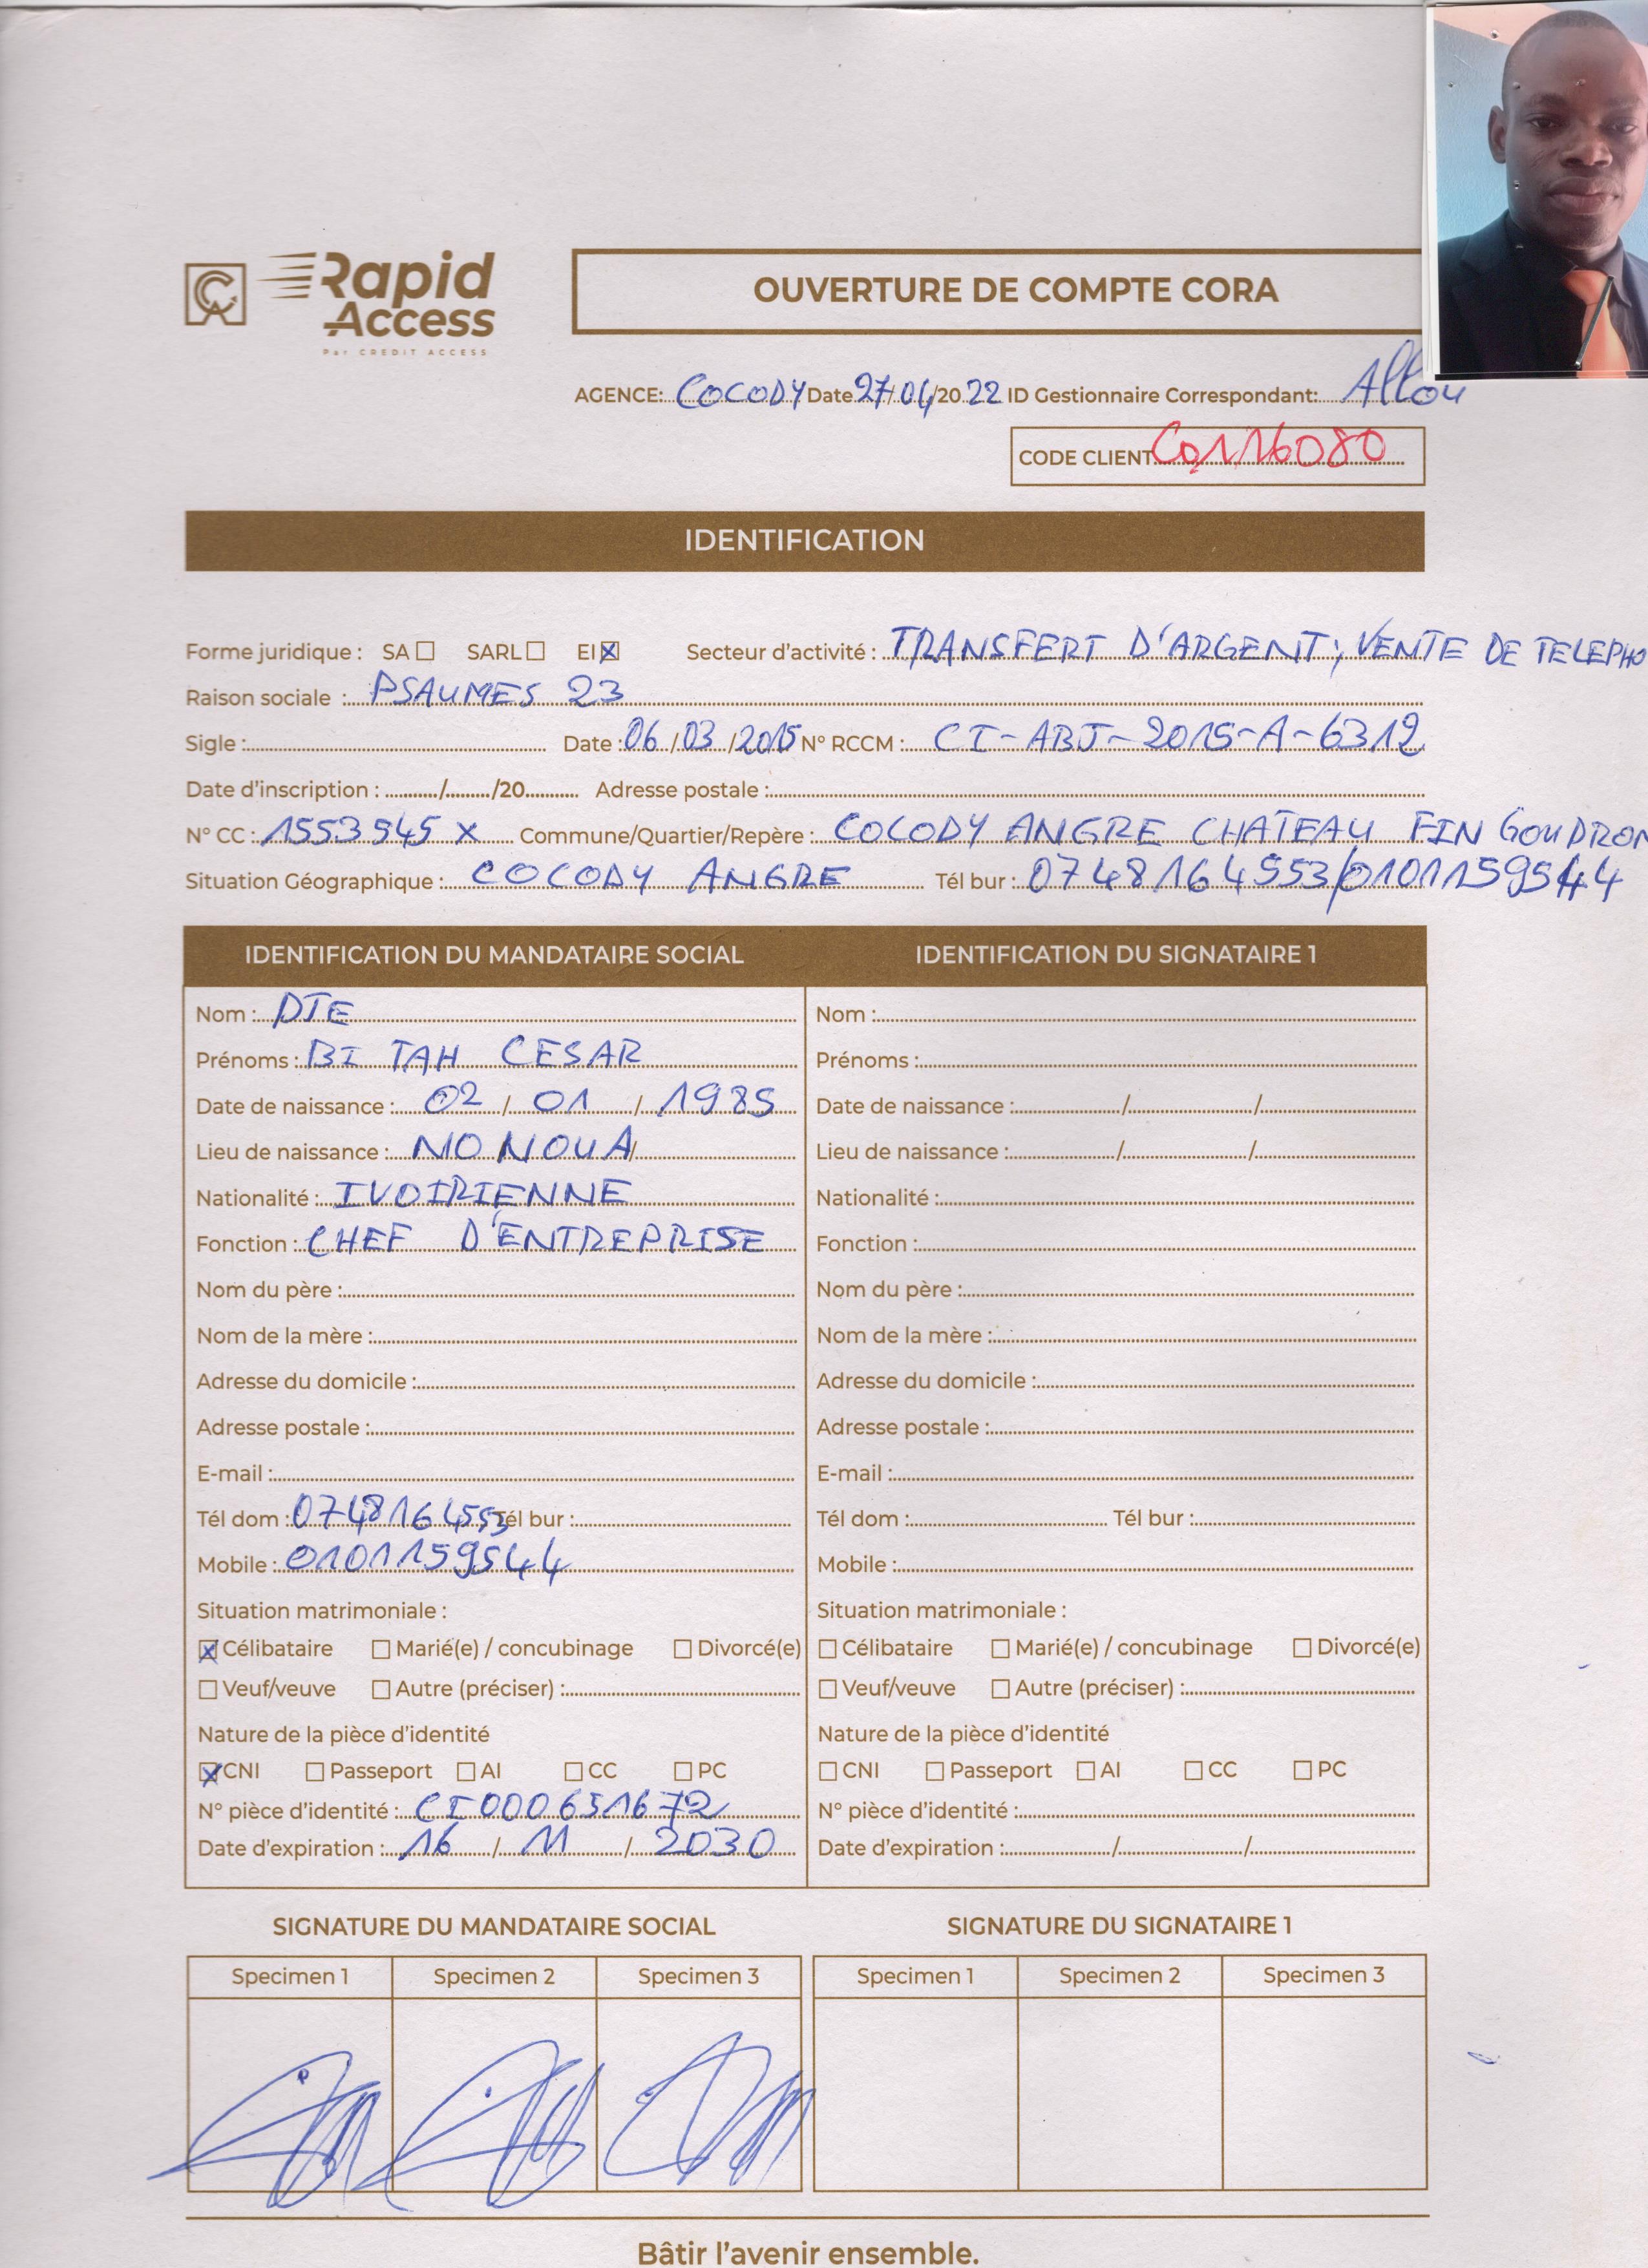 Rapid
Access
Par CREDIT ACCESS
OUVERTURE DE COMPTE CORA
AGENCE: COCODY Date 27/04/2022 ID Gestionnaire Correspondant: Allou
CODE CLIENT C0116080
IDENTIFICATION
Forme juridique : SA ☐ SARL ☐ EI ☒ Secteur d'activité : TRANSFERT D'ARGENT; VENTE DE TELEPHO
Raison sociale : PSAUMES 23
Sigle : Date : 06/03/2015 N° RCCM : CI-ABJ-2015-A-6312
Date d'inscription : ....../....../20...... Adresse postale :
N° CC : 1553545 X Commune/Quartier/Repère : COCODY ANGRE CHATEAU FIN GOUDRON
Situation Géographique : COCODY ANGRE Tél bur : 0748164553/0101159544
IDENTIFICATION DU MANDATAIRE SOCIAL
Nom : DJE
Prénoms : BI TAH CESAR
Date de naissance : 02 / 01 / 1985
Lieu de naissance : NONOUA
Nationalité : IVOIRIENNE
Fonction : CHEF D'ENTREPRISE
Nom du père :
Nom de la mère :
Adresse du domicile :
Adresse postale :
E-mail :
Tél dom : 0748164553 Tél bur :
Mobile : 0101159544
Situation matrimoniale :
☒ Célibataire ☐ Marié(e) / concubinage ☐ Divorcé(e)
☐ Veuf/veuve ☐ Autre (préciser) :
Nature de la pièce d'identité
☒ CNI ☐ Passeport ☐ AI ☐ CC ☐ PC
N° pièce d'identité : CI000651672
Date d'expiration : 16 / 11 / 2030
IDENTIFICATION DU SIGNATAIRE 1
Nom :
Prénoms :
Date de naissance : / /
Lieu de naissance : / /
Nationalité :
Fonction :
Nom du père :
Nom de la mère :
Adresse du domicile :
Adresse postale :
E-mail :
Tél dom : Tél bur :
Mobile :
Situation matrimoniale :
☐ Célibataire ☐ Marié(e) / concubinage ☐ Divorcé(e)
☐ Veuf/veuve ☐ Autre (préciser) :
Nature de la pièce d'identité
☐ CNI ☐ Passeport ☐ AI ☐ CC ☐ PC
N° pièce d'identité :
Date d'expiration : / /
SIGNATURE DU MANDATAIRE SOCIAL
Specimen 1 Specimen 2 Specimen 3
SIGNATURE DU SIGNATAIRE 1
Specimen 1 Specimen 2 Specimen 3
Bâtir l'avenir ensemble.